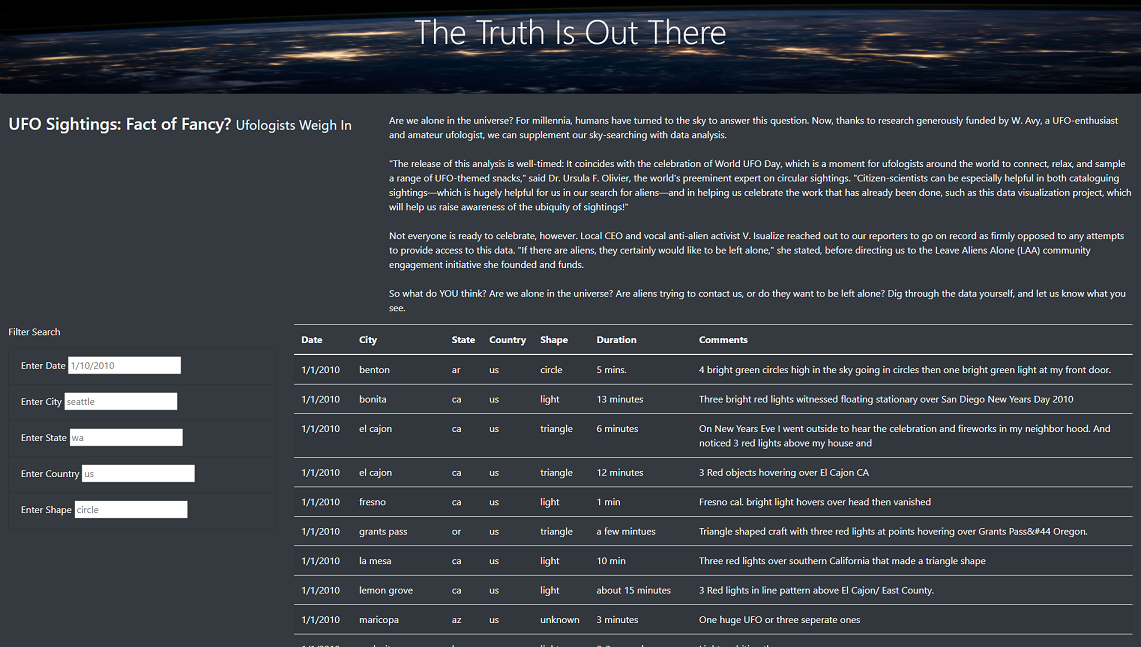 The Truth Is Out There
UFO Sightings: Fact of Fancy? Ufologists Weigh In
Are we alone in the universe? For millennia, humans have turned to the sky to answer this question. Now, thanks to research generously funded by W. Avy, a UFO-enthusiast
and amateur ufologist, we can supplement our sky-searching with data analysis.
"The release of this analysis is well-timed: It coincides with the celebration of World UFO Day, which is a moment for ufologists around the world to connect, relax, and sample
a range of UFO-themed snacks," said Dr. Ursula F. Olivier, the world's preeminent expert on circular sightings. "Citizen-scientists can be especially helpful in both cataloguing
sightings—which is hugely helpful for us in our search for aliens—and in helping us celebrate the work that has already been done, such as this data visualization project, which
will help us raise awareness of the ubiquity of sightings!"
Not everyone is ready to celebrate, however. Local CEO and vocal anti-alien activist V. Isualize reached out to our reporters to go on record as firmly opposed to any attempts
to provide access to this data. "If there are aliens, they certainly would like to be left alone," she stated, before directing us to the Leave Aliens Alone (LAA) community
engagement initiative she founded and funds.
So what do YOU think? Are we alone in the universe? Are aliens trying to contact us, or do they want to be left alone? Dig through the data yourself, and let us know what you
see.
Filter Search
Enter Date 1/10/2010
Enter City seattle
Enter State wa
Enter Country us
Enter Shape circle
Date City State Country Shape Duration Comments
1/1/2010 benton ar us circle 5 mins. 4 bright green circles high in the sky going in circles then one bright green light at my front door.
1/1/2010 bonita ca us light 13 minutes Three bright red lights witnessed floating stationary over San Diego New Years Day 2010
1/1/2010 el cajon ca us triangle 6 minutes On New Years Eve I went outside to hear the celebration and fireworks in my neighbor hood. And
noticed 3 red lights above my house and
1/1/2010 el cajon ca us triangle 12 minutes 3 Red objects hovering over El Cajon CA
1/1/2010 fresno ca us light 1 min Fresno cal. bright light hovers over head then vanished
1/1/2010 grants pass or us triangle a few mintues Triangle shaped craft with three red lights at points hovering over Grants Pass&#44 Oregon.
1/1/2010 la mesa ca us light 10 min Three red lights over southern California that made a triangle shape
1/1/2010 lemon grove ca us light about 15 minutes 3 Red lights in line pattern above El Cajon/ East County.
1/1/2010 maricopa az us unknown 3 minutes One huge UFO or three seperate ones